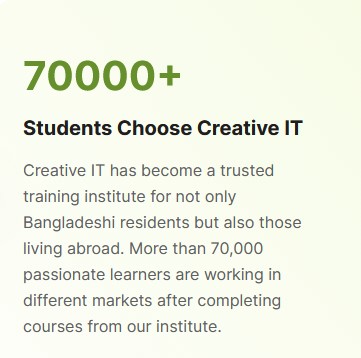 70000+
Students Choose Creative IT
Creative IT has become a trusted
training institute for not only
Bangladeshi residents but also those
living abroad. More than 70,000
passionate learners are working in
different markets after completing
courses from our institute.